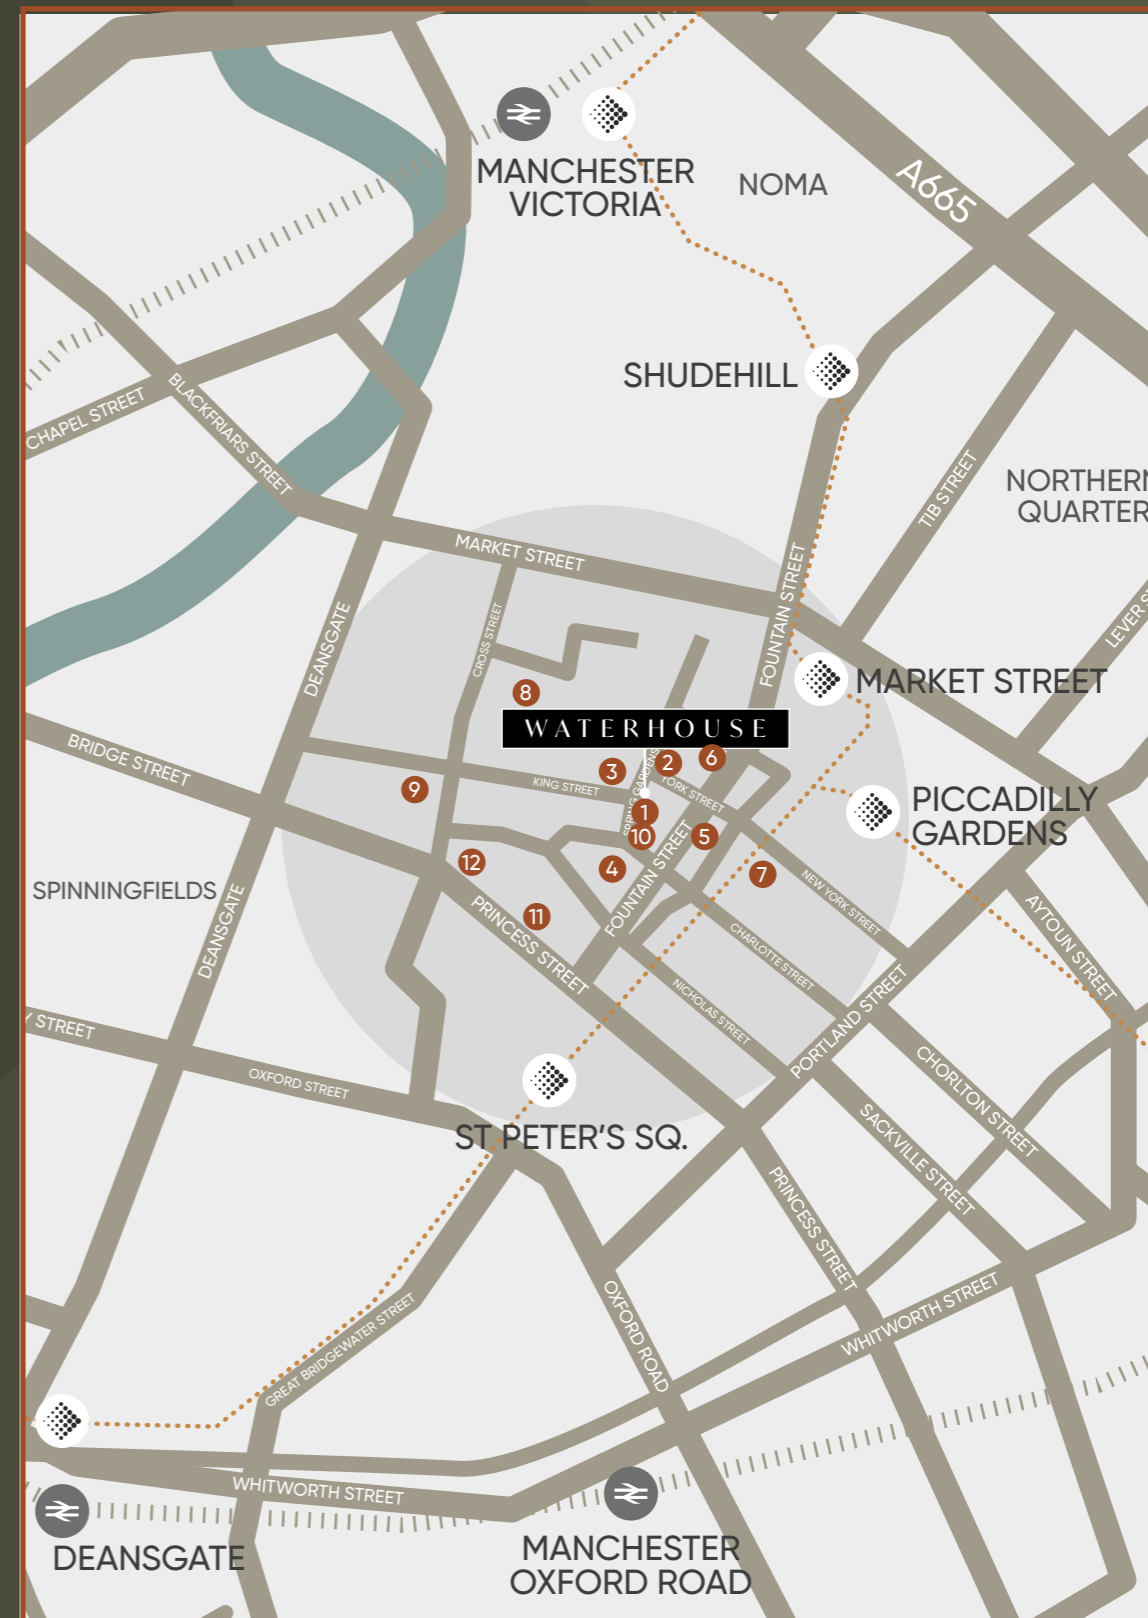 MANCHESTER
VICTORIA
NOMA
A665
SHUDEHILL
CHAPEL STREET
BLACKFRIARS STREET
TIB STREET
NORTHERN
QUARTER
MARKET STREET
FOUNTAIN STREET
CROSS STREET
DEANSGATE
LEVER S
MARKET STREET
8
WATERHOUSE
BRIDGE STREET
SPRING GARDENS
2
6
3
9
KING STREET
YORK STREET
1
10
5
PICCADILLY
GARDENS
12
4
7
FOUNTAIN STREET
NEW YORK STREET
SPINNINGFIELDS
DEANSGATE
11
PRINCESS STREET
CHARLOTTE STREET
AYTOUN STREET
NICHOLAS STREET
PORTLAND STREET
Y STREET
OXFORD STREET
CHORLTON STREET
SACKVILLE STREET
ST PETER'S SQ.
PRINCESS STREET
OXFORD ROAD
WHITWORTH STREET
GREAT BRIDGEWATER STREET
WHITWORTH STREET
DEANSGATE
MANCHESTER
OXFORD ROAD